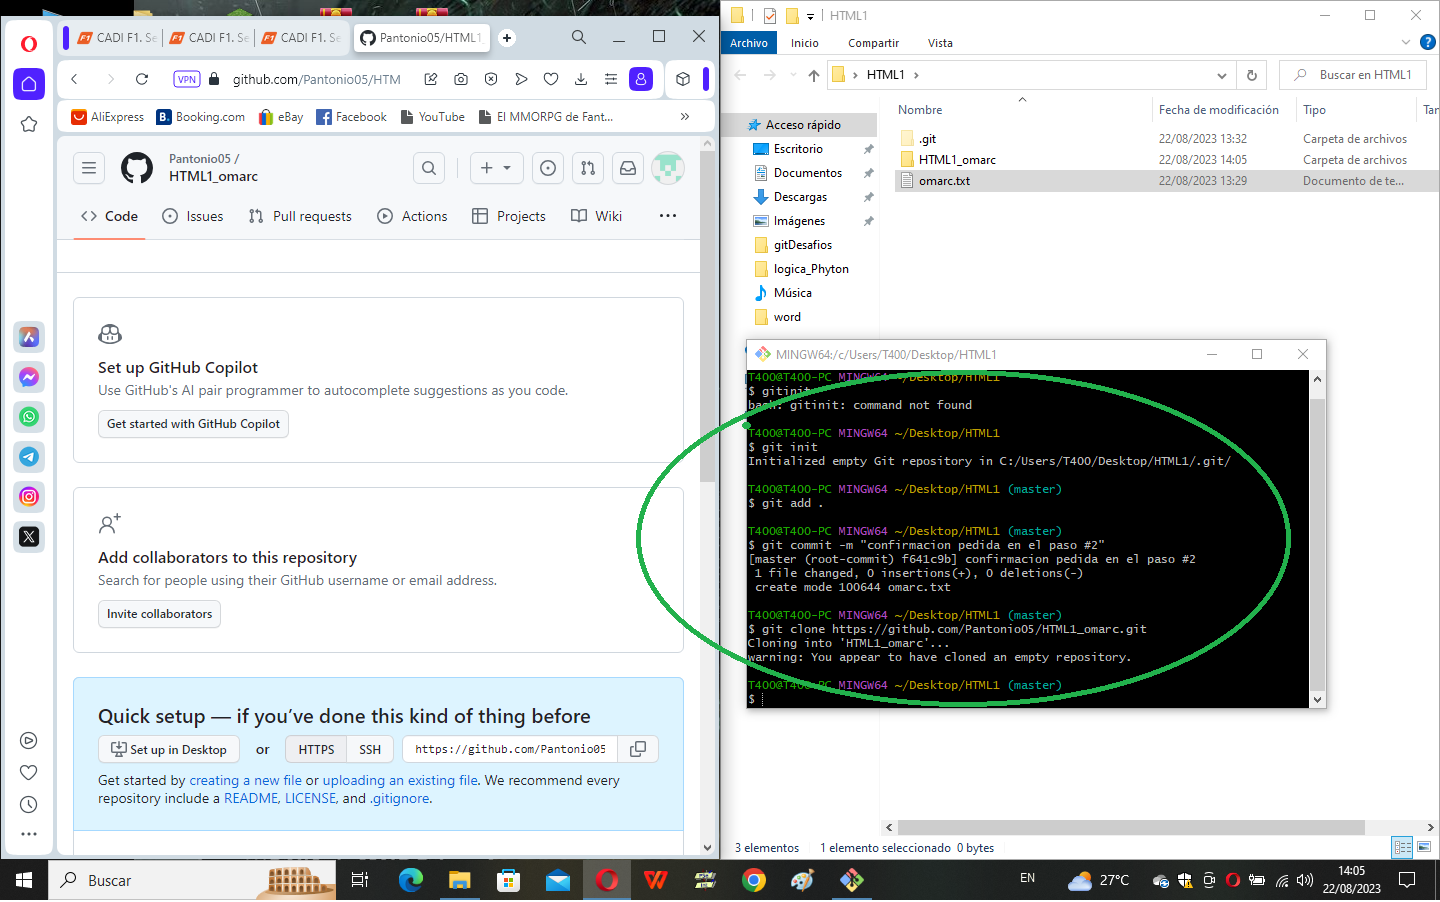 CADI F1. Se
CADI F1. Se
CADI F1. Se
Pantonio05/HTML1_
VPN
github.com/Pantonio05/HTM
AliExpress
Booking.com
eBay
Facebook
YouTube
El MMORPG de Fant...
Pantonio05 /
HTML1_omarc
Code
Issues
Pull requests
Actions
Projects
Wiki
Set up GitHub Copilot
Use GitHub's AI pair programmer to autocomplete suggestions as you code.
Get started with GitHub Copilot
Add collaborators to this repository
Search for people using their GitHub username or email address.
Invite collaborators
Quick setup — if you've done this kind of thing before
Set up in Desktop
or
HTTPS
SSH
https://github.com/Pantonio05
Get started by creating a new file or uploading an existing file. We recommend every
repository include a README, LICENSE, and .gitignore.
HTML1
Archivo
Inicio
Compartir
Vista
HTML1
Buscar en HTML1
Nombre
Fecha de modificación
Tipo
Tar
Acceso rápido
Escritorio
Documentos
Descargas
Imágenes
gitDesafios
logica_Phyton
Música
word
.git
22/08/2023 13:32
Carpeta de archivos
HTML1_omarc
22/08/2023 14:05
Carpeta de archivos
omarc.txt
22/08/2023 13:29
Documento de te...
MINGW64:/c/Users/T400/Desktop/HTML1
T400@T400-PC MINGW64 ~/Desktop/HTML1
$ gitinit
bash: gitinit: command not found
T400@T400-PC MINGW64 ~/Desktop/HTML1
$ git init
Initialized empty Git repository in C:/Users/T400/Desktop/HTML1/.git/
T400@T400-PC MINGW64 ~/Desktop/HTML1 (master)
$ git add .
T400@T400-PC MINGW64 ~/Desktop/HTML1 (master)
$ git commit -m "confirmacion pedida en el paso #2"
[master (root-commit) f641c9b] confirmacion pedida en el paso #2
1 file changed, 0 insertions(+), 0 deletions(-)
create mode 100644 omarc.txt
T400@T400-PC MINGW64 ~/Desktop/HTML1 (master)
$ git clone https://github.com/Pantonio05/HTML1_omarc.git
Cloning into 'HTML1_omarc'...
warning: You appear to have cloned an empty repository.
T400@T400-PC MINGW64 ~/Desktop/HTML1 (master)
$
3 elementos
1 elemento seleccionado 0 bytes
Buscar
EN
27°C
14:05
22/08/2023